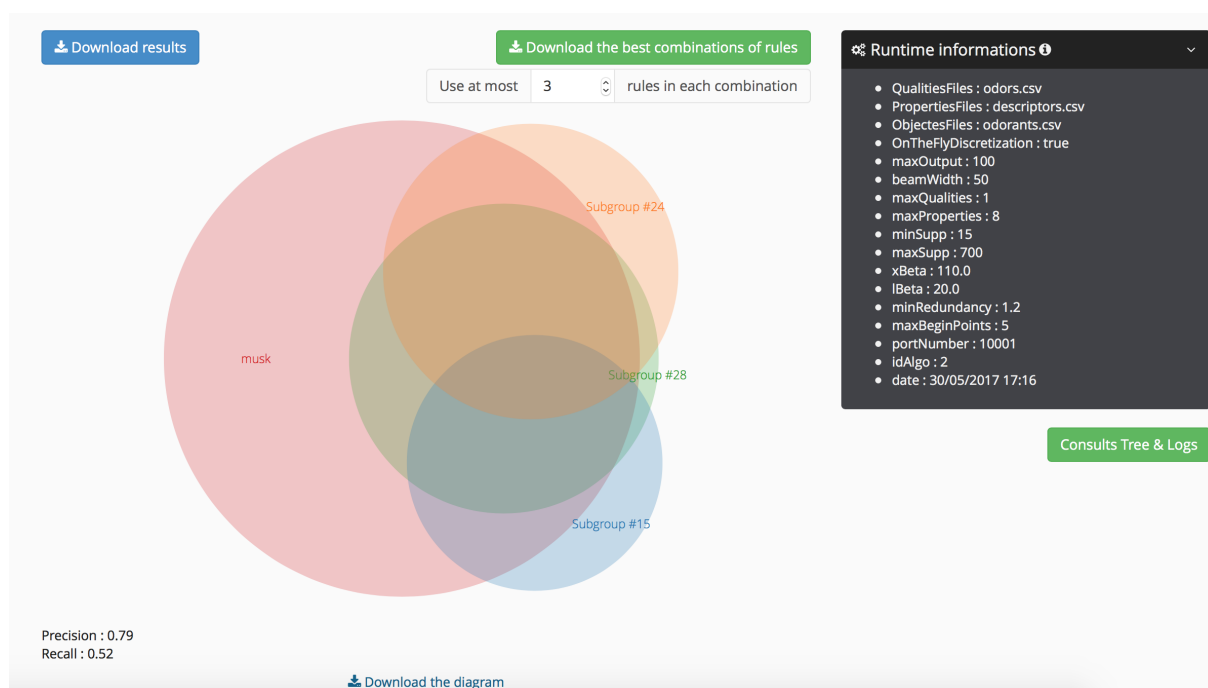 Download results
Download the best combinations of rules
Use at most 3 rules in each combination
Subgroup #24
musk
Subgroup #28
Subgroup #15
Precision : 0.79
Recall : 0.52
Download the diagram
Runtime informations
QualitiesFiles : odors.csv
PropertiesFiles : descriptors.csv
ObjectesFiles : odorants.csv
OnTheFlyDiscretization : true
maxOutput : 100
beamWidth : 50
maxQualities : 1
maxProperties : 8
minSupp : 15
maxSupp : 700
xBeta : 110.0
lBeta : 20.0
minRedundancy : 1.2
maxBeginPoints : 5
portNumber : 10001
idAlgo : 2
date : 30/05/2017 17:16
Consults Tree & Logs